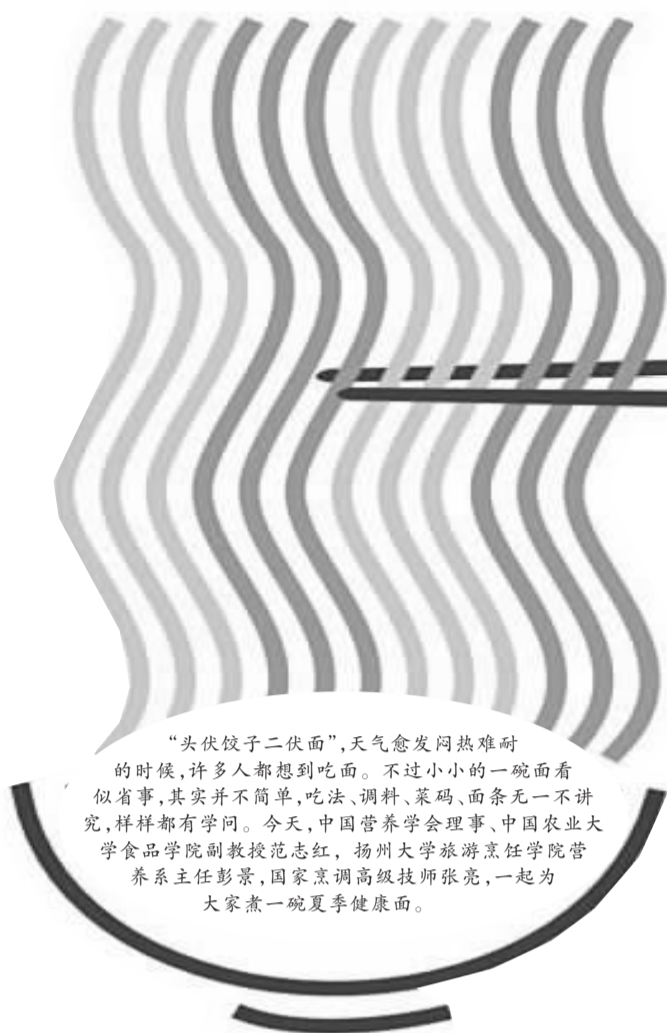 “头伏饺子二伏面”,天气愈发闷热难耐
的时候,许多人都想到吃面。不过小小的一碗面看
似省事,其实并不简单,吃法、调料、菜码、面条无一不讲
究,样样都有学问。今天,中国营养学会理事、中国农业大
学食品学院副教授范志红,扬州大学旅游烹饪学院营
养系主任彭景,国家烹调高级技师张亮,一起为
大家煮一碗夏季健康面。